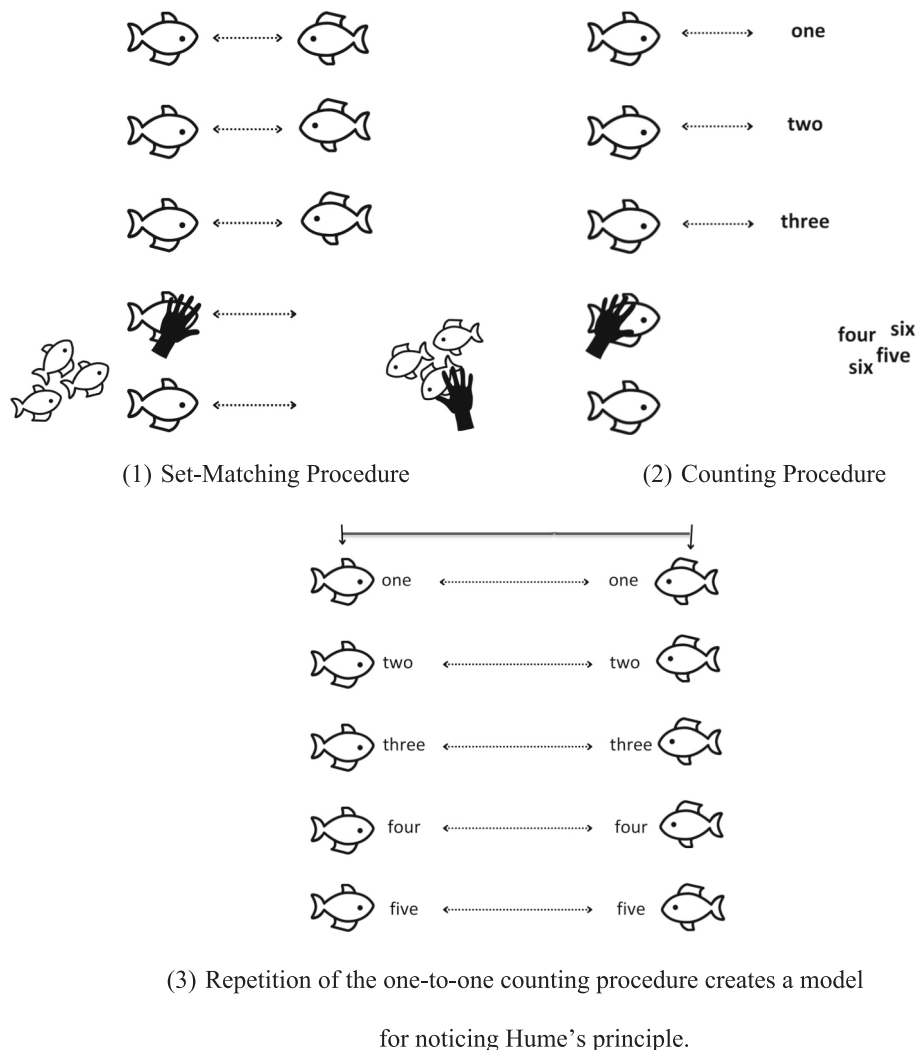 one
two
three
four six
six five
(1) Set-Matching Procedure
(2) Counting Procedure
one one
two two
three three
four four
five five
(3) Repetition of the one-to-one counting procedure creates a model
for noticing Hume’s principle.